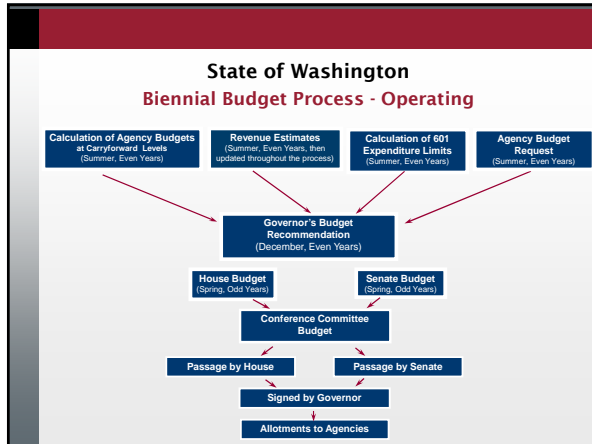 State of Washington
Biennial Budget Process - Operating
Calculation of Agency Budgets
at Carryforward Levels
(Summer, Even Years)
Revenue Estimates
(Summer, Even Years, then
updated throughout the process)
Calculation of 601
Expenditure Limits
(Summer, Even Years)
Agency Budget
Request
(Summer, Even Years)
Governor's Budget
Recommendation
(December, Even Years)
House Budget
(Spring, Odd Years)
Senate Budget
(Spring, Odd Years)
Conference Committee
Budget
Passage by House
Passage by Senate
Signed by Governor
Allotments to Agencies